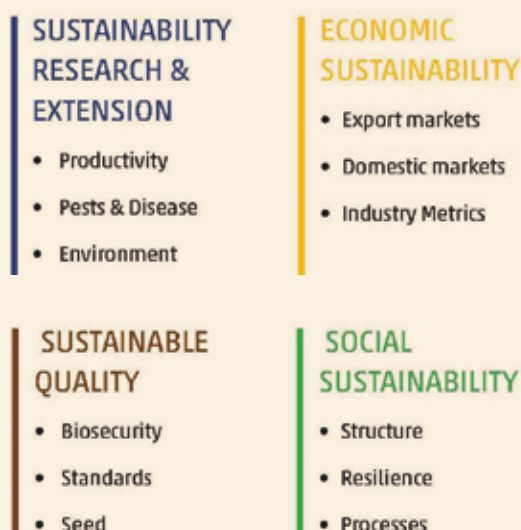 SUSTAINABILITY
RESEARCH &
EXTENSION
• Productivity
• Pests & Disease
• Environment
ECONOMIC
SUSTAINABILITY
• Export markets
• Domestic markets
• Industry Metrics
SUSTAINABLE
QUALITY
• Biosecurity
• Standards
• Seed
SOCIAL
SUSTAINABILITY
• Structure
• Resilience
• Processes